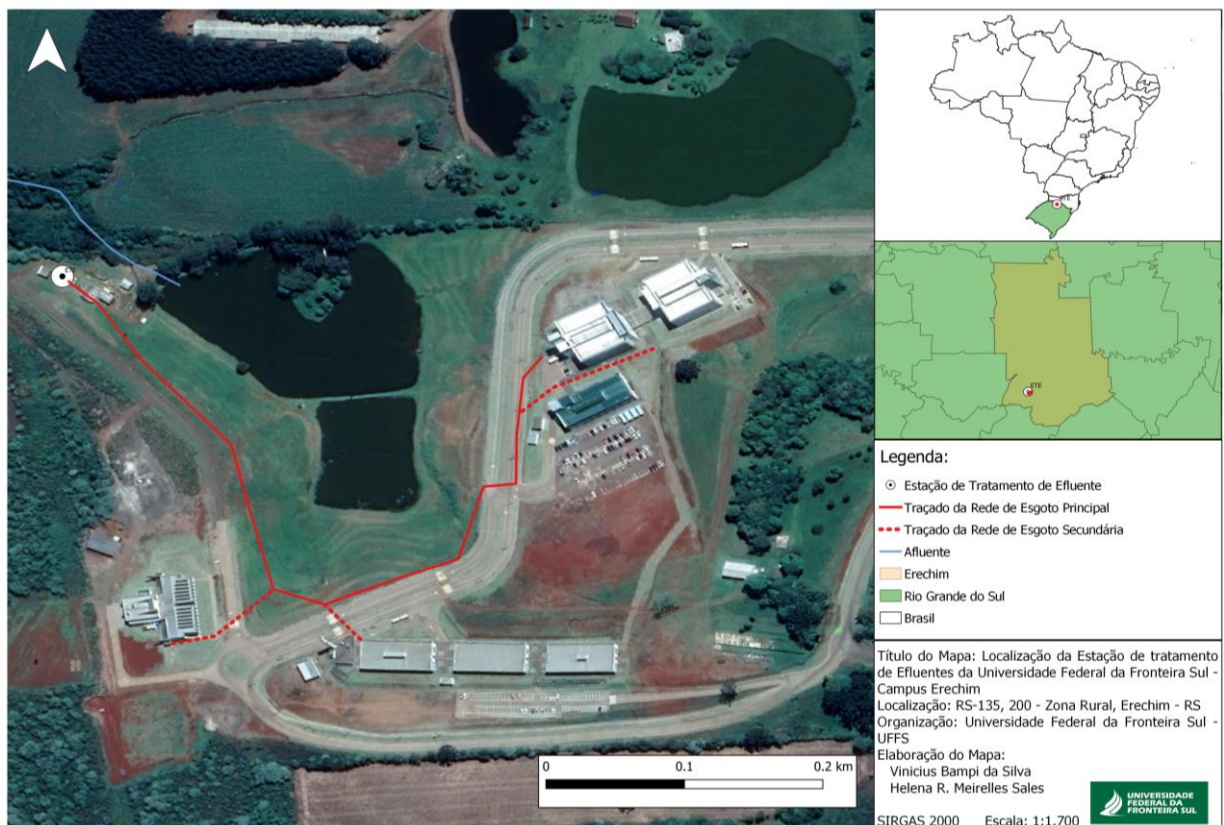 ETE
ETE
Legenda:
Estação de Tratamento de Efluente
Traçado da Rede de Esgoto Principal
Traçado da Rede de Esgoto Secundária
Afluente
Erechim
Rio Grande do Sul
Brasil
0 0.1 0.2 km
Título do Mapa: Localização da Estação de tratamento
de Efluentes da Universidade Federal da Fronteira Sul -
Campus Erechim
Localização: RS-135, 200 - Zona Rural, Erechim - RS
Organização: Universidade Federal da Fronteira Sul -
UFFS
Elaboração do Mapa:
Vinicius Bampi da Silva
Helena R. Meirelles Sales
SIRGAS 2000 Escala: 1:1.700
UNIVERSIDADE
FEDERAL DA
FRONTEIRA SUL